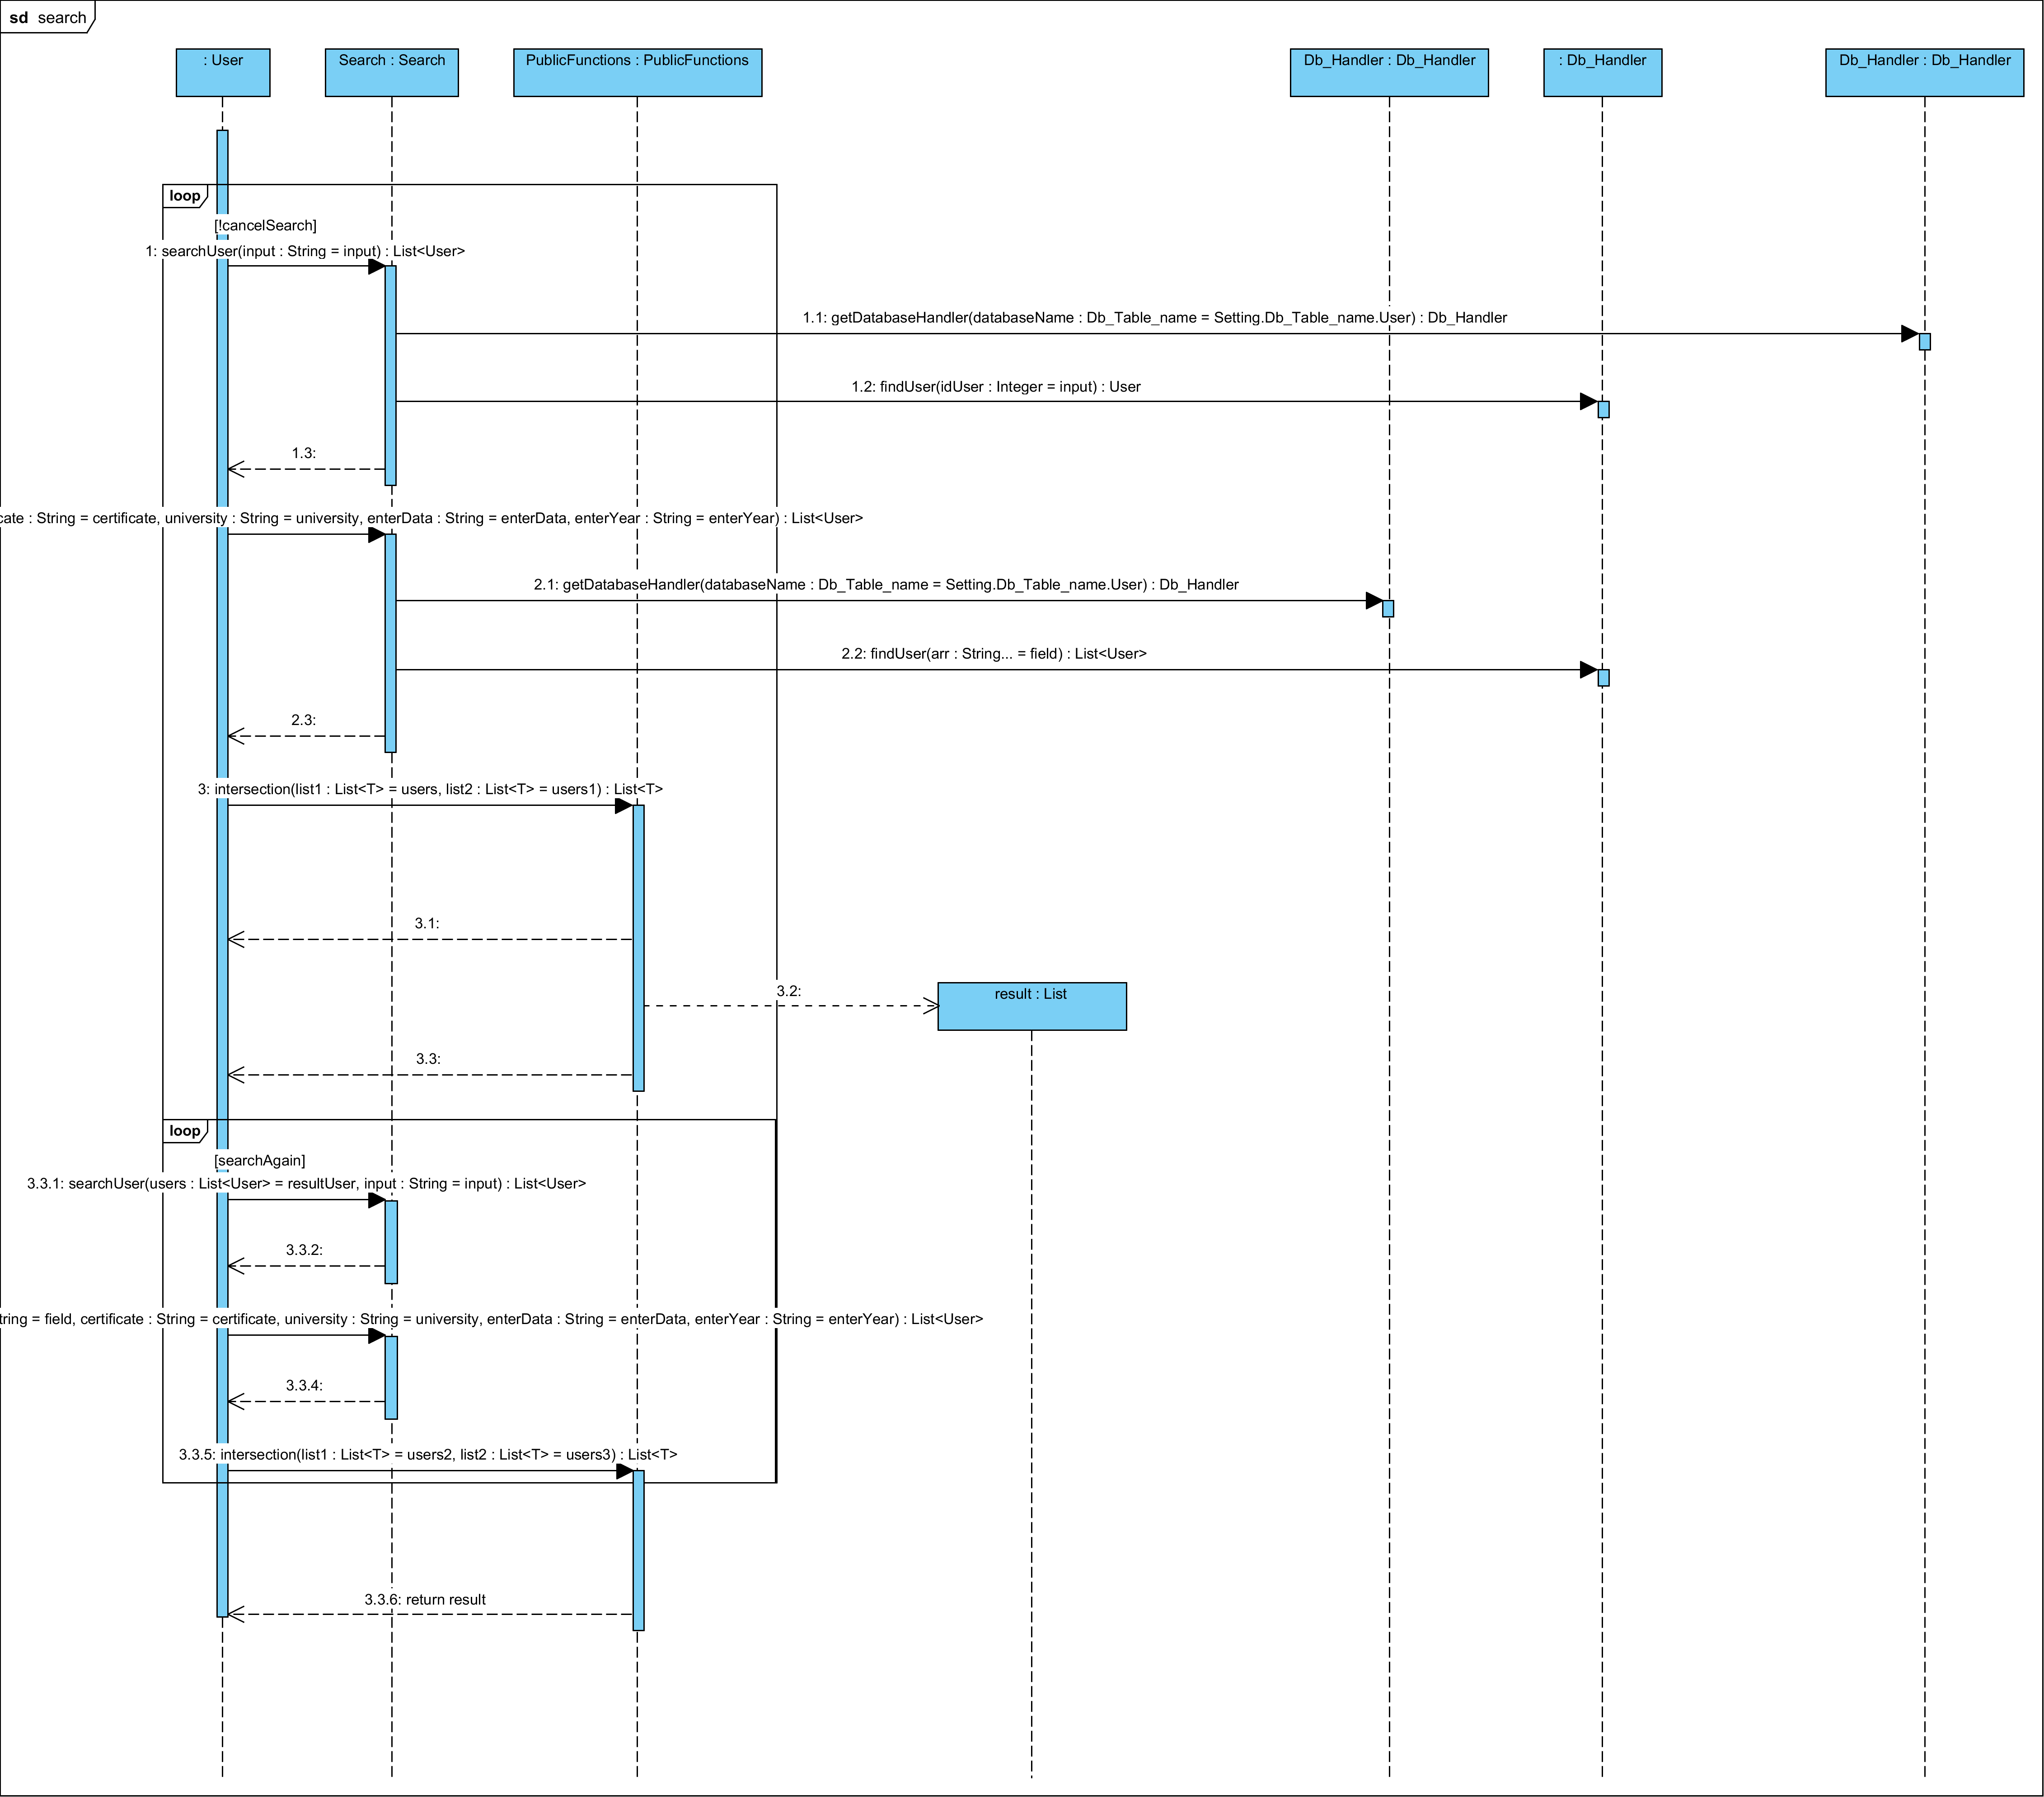 sd search
: User
Search : Search
PublicFunctions : PublicFunctions
Db_Handler : Db_Handler
: Db_Handler
Db_Handler : Db_Handler
loop
[!cancelSearch]
1: searchUser(input : String = input) : List<User>
1.1: getDatabaseHandler(databaseName : Db_Table_name = Setting.Db_Table_name.User) : Db_Handler
1.2: findUser(idUser : Integer = input) : User
1.3:
cate : String = certificate, university : String = university, enterData : String = enterData, enterYear : String = enterYear) : List<User>
2.1: getDatabaseHandler(databaseName : Db_Table_name = Setting.Db_Table_name.User) : Db_Handler
2.2: findUser(arr : String... = field) : List<User>
2.3:
3: intersection(list1 : List<T> = users, list2 : List<T> = users1) : List<T>
3.1:
3.2:
result : List
3.3:
loop
[searchAgain]
3.3.1: searchUser(users : List<User> = resultUser, input : String = input) : List<User>
3.3.2:
tring = field, certificate : String = certificate, university : String = university, enterData : String = enterData, enterYear : String = enterYear) : List<User>
3.3.4:
3.3.5: intersection(list1 : List<T> = users2, list2 : List<T> = users3) : List<T>
3.3.6: return result